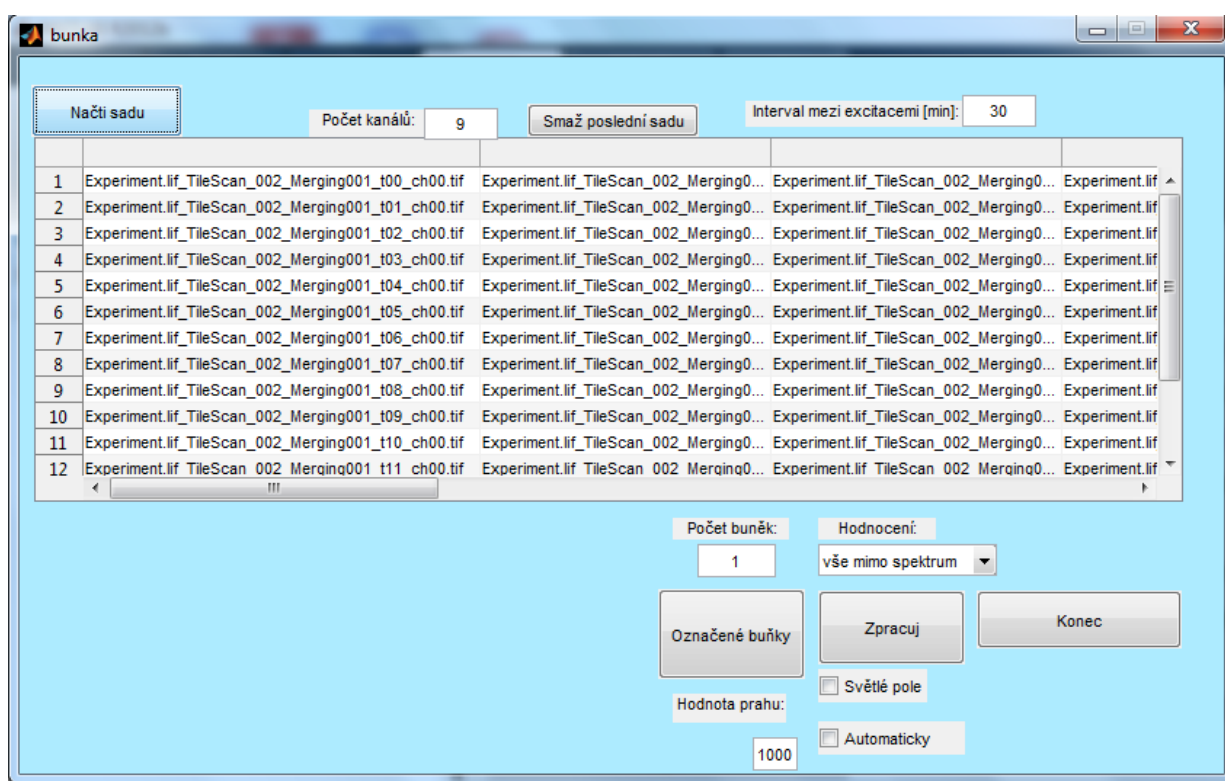 bunka
Načti sadu
Počet kanálů: 9
Smaž poslední sadu
Interval mezi excitacemi [min]: 30
1 Experiment.lif_TileScan_002_Merging001_t00_ch00.tif Experiment.lif_TileScan_002_Merging0... Experiment.lif_TileScan_002_Merging0... Experiment.lif
2 Experiment.lif_TileScan_002_Merging001_t01_ch00.tif Experiment.lif_TileScan_002_Merging0... Experiment.lif_TileScan_002_Merging0... Experiment.lif
3 Experiment.lif_TileScan_002_Merging001_t02_ch00.tif Experiment.lif_TileScan_002_Merging0... Experiment.lif_TileScan_002_Merging0... Experiment.lif
4 Experiment.lif_TileScan_002_Merging001_t03_ch00.tif Experiment.lif_TileScan_002_Merging0... Experiment.lif_TileScan_002_Merging0... Experiment.lif
5 Experiment.lif_TileScan_002_Merging001_t04_ch00.tif Experiment.lif_TileScan_002_Merging0... Experiment.lif_TileScan_002_Merging0... Experiment.lif
6 Experiment.lif_TileScan_002_Merging001_t05_ch00.tif Experiment.lif_TileScan_002_Merging0... Experiment.lif_TileScan_002_Merging0... Experiment.lif
7 Experiment.lif_TileScan_002_Merging001_t06_ch00.tif Experiment.lif_TileScan_002_Merging0... Experiment.lif_TileScan_002_Merging0... Experiment.lif
8 Experiment.lif_TileScan_002_Merging001_t07_ch00.tif Experiment.lif_TileScan_002_Merging0... Experiment.lif_TileScan_002_Merging0... Experiment.lif
9 Experiment.lif_TileScan_002_Merging001_t08_ch00.tif Experiment.lif_TileScan_002_Merging0... Experiment.lif_TileScan_002_Merging0... Experiment.lif
10 Experiment.lif_TileScan_002_Merging001_t09_ch00.tif Experiment.lif_TileScan_002_Merging0... Experiment.lif_TileScan_002_Merging0... Experiment.lif
11 Experiment.lif_TileScan_002_Merging001_t10_ch00.tif Experiment.lif_TileScan_002_Merging0... Experiment.lif_TileScan_002_Merging0... Experiment.lif
12 Experiment.lif_TileScan_002_Merging001_t11_ch00.tif Experiment.lif_TileScan_002_Merging0... Experiment.lif_TileScan_002_Merging0... Experiment.lif
Počet buněk:
1
Hodnocení:
vše mimo spektrum
Označené buňky
Zpracuj
Konec
Světlé pole
Hodnota prahu:
1000
Automaticky